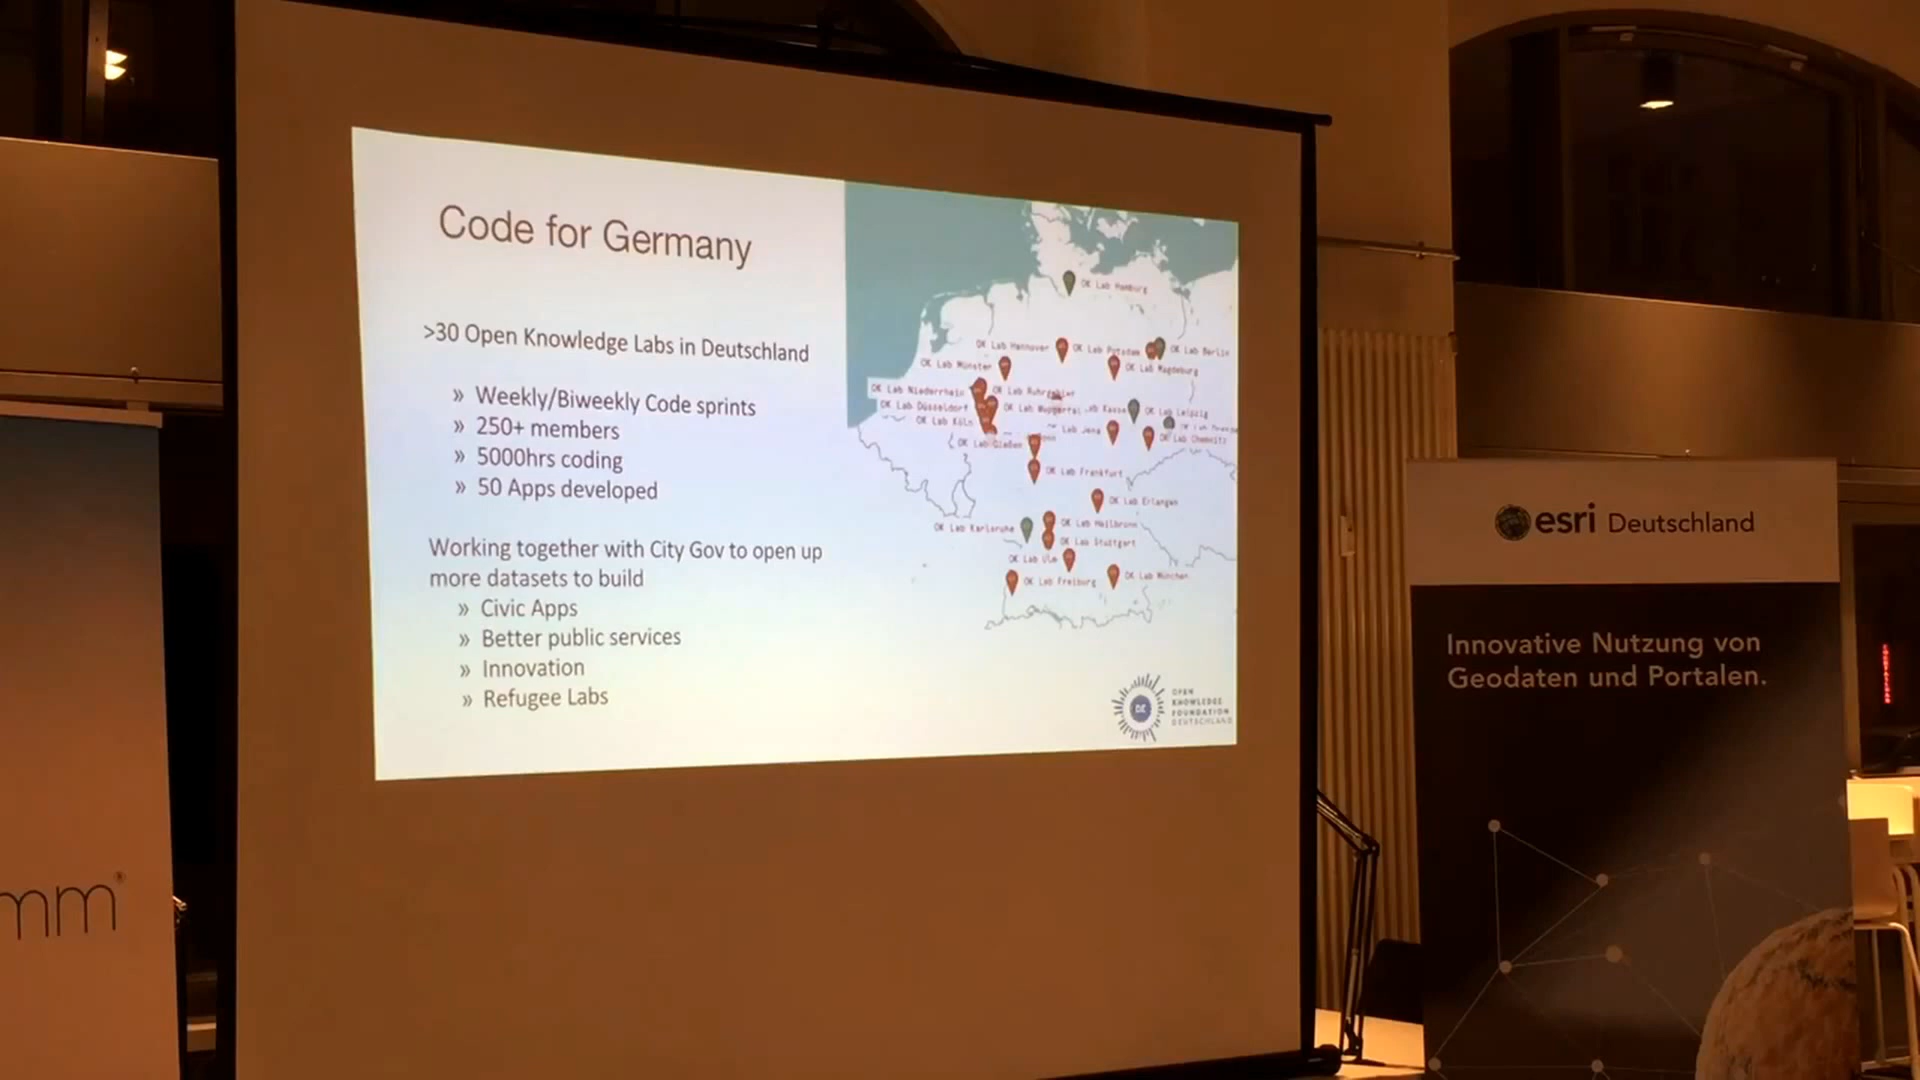 Code for Germany
>30 Open Knowledge Labs in Deutschland
» Weekly/Biweekly Code sprints
» 250+ members
» 5000hrs coding
» 50 Apps developed
Working together with City Gov to open up
more datasets to build
» Civic Apps
» Better public services
» Innovation
» Refugee Labs
OK Lab Hamburg
OK Lab Hannover
OK Lab Potsdam
OK Lab Berlin
OK Lab Münster
OK Lab Magdeburg
OK Lab Niederrhein
OK Lab Ruhrgebiet
OK Lab Düsseldorf
OK Lab Wuppertal
OK Lab Leipzig
OK Lab Köln
Lab Jena
OK Lab Chemnitz
OK Lab Gießen
OK Lab Frankfurt
OK Lab Erlangen
OK Lab Karlsruhe
OK Lab Heilbronn
OK Lab Stuttgart
OK Lab Ulm
OK Lab Freiburg
OK Lab München
DE
OPEN
KNOWLEDGE
FOUNDATION
DEUTSCHLAND
esri Deutschland
Innovative Nutzung von
Geodaten und Portalen.
mm